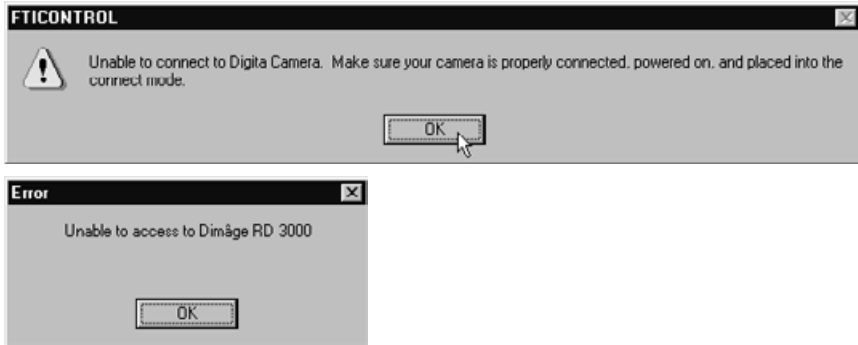 FTICONTROL
Unable to connect to Digita Camera. Make sure your camera is properly connected, powered on, and placed into the
connect mode.
OK
Error
Unable to access to Dimâge RD 3000
OK